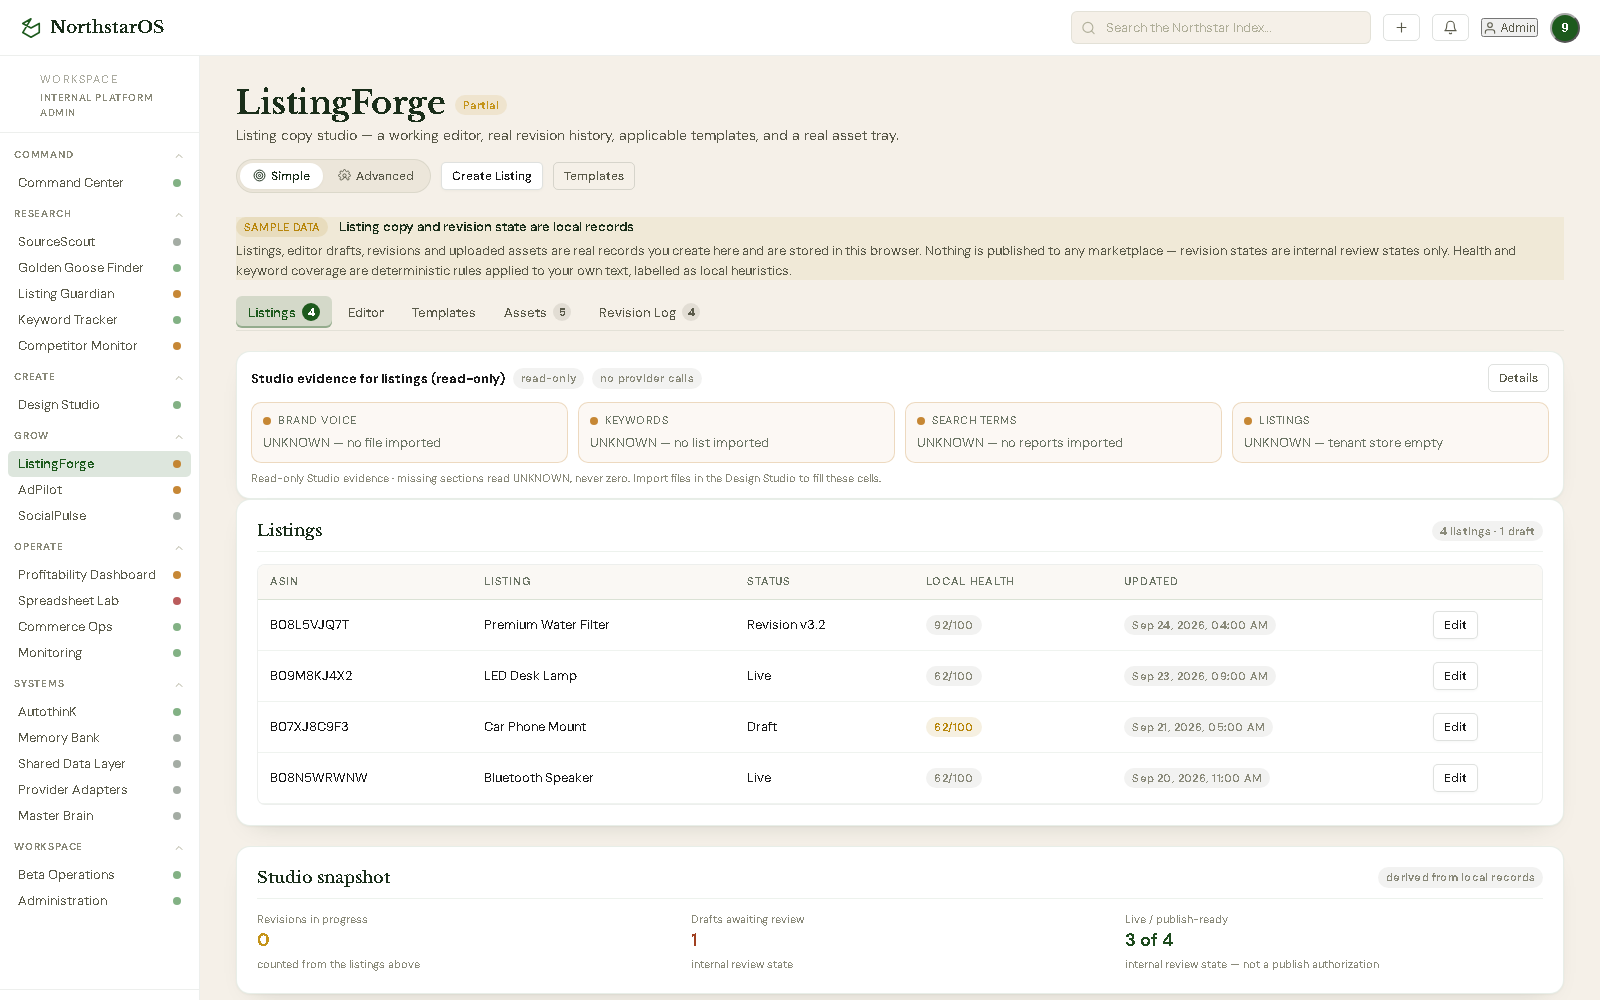 NorthstarOS
Search the Northstar Index...
Admin
9
WORKSPACE
INTERNAL PLATFORM
ADMIN
COMMAND
Command Center
RESEARCH
SourceScout
Golden Goose Finder
Listing Guardian
Keyword Tracker
Competitor Monitor
CREATE
Design Studio
GROW
ListingForge
AdPilot
SocialPulse
OPERATE
Profitability Dashboard
Spreadsheet Lab
Commerce Ops
Monitoring
SYSTEMS
AutothinK
Memory Bank
Shared Data Layer
Provider Adapters
Master Brain
WORKSPACE
Beta Operations
Administration
ListingForge Partial
Listing copy studio — a working editor, real revision history, applicable templates, and a real asset tray.
Simple Advanced Create Listing Templates
SAMPLE DATA Listing copy and revision state are local records
Listings, editor drafts, revisions and uploaded assets are real records you create here and are stored in this browser. Nothing is published to any marketplace — revision states are internal review states only. Health and
keyword coverage are deterministic rules applied to your own text, labelled as local heuristics.
Listings 4 Editor Templates Assets 5 Revision Log 4
Studio evidence for listings (read-only) read-only no provider calls Details
BRAND VOICE
UNKNOWN — no file imported
KEYWORDS
UNKNOWN — no list imported
SEARCH TERMS
UNKNOWN — no reports imported
LISTINGS
UNKNOWN — tenant store empty
Read-only Studio evidence · missing sections read UNKNOWN, never zero. Import files in the Design Studio to fill these cells.
Listings 4 listings · 1 draft
ASIN LISTING STATUS LOCAL HEALTH UPDATED
B08L5VJQ7T Premium Water Filter Revision v3.2 92/100 Sep 24, 2026, 04:00 AM Edit
B09M8KJ4X2 LED Desk Lamp Live 62/100 Sep 23, 2026, 09:00 AM Edit
B07XJ8C9F3 Car Phone Mount Draft 62/100 Sep 21, 2026, 05:00 AM Edit
B08N5WRWNW Bluetooth Speaker Live 62/100 Sep 20, 2026, 11:00 AM Edit
Studio snapshot derived from local records
Revisions in progress
0
counted from the listings above
Drafts awaiting review
1
internal review state
Live / publish-ready
3 of 4
internal review state — not a publish authorization